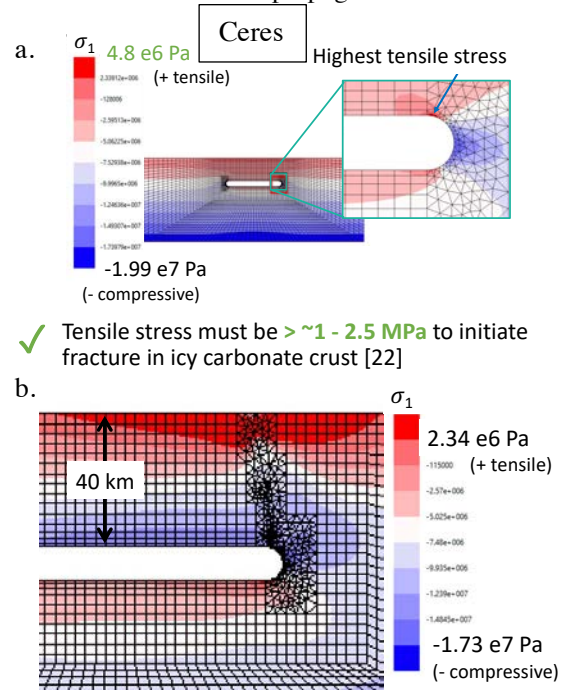 Ceres
a.
σ1
4.8 e6 Pa
(+ tensile)
Highest tensile stress
2.33912e+006
-128006
-2.59513e+006
-5.06225e+006
-7.52938e+006
-9.9965e+006
-1.24636e+007
-1.49307e+007
-1.73979e+007
-1.99 e7 Pa
(- compressive)
✓ Tensile stress must be > ~1 - 2.5 MPa to initiate
fracture in icy carbonate crust [22]
b.
σ1
40 km
2.34 e6 Pa
(+ tensile)
-115000
-2.57e+006
-5.025e+006
-7.48e+006
-9.935e+006
-1.239e+007
-1.4845e+007
-1.73 e7 Pa
(- compressive)